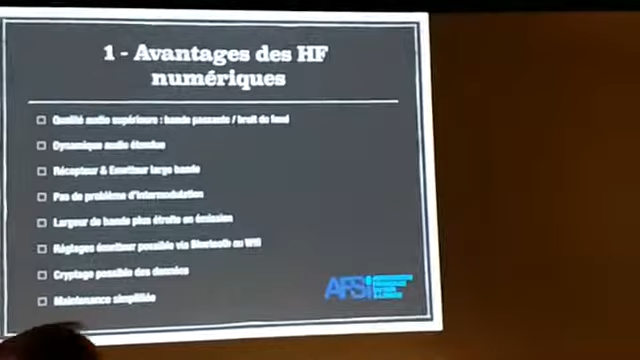 1 - Avantages des HF
numériques
Qualité audio supérieure : bande passante / bruit de fond
Dynamique audio étendue
Récepteur & Emetteur large bande
Pas de problème d'intermodulation
Largeur de bande plus étroite en émission
Réglages émetteur possible via Bluetooth ou Wifi
Cryptage possible des données
Maintenance simplifiée
AFSI